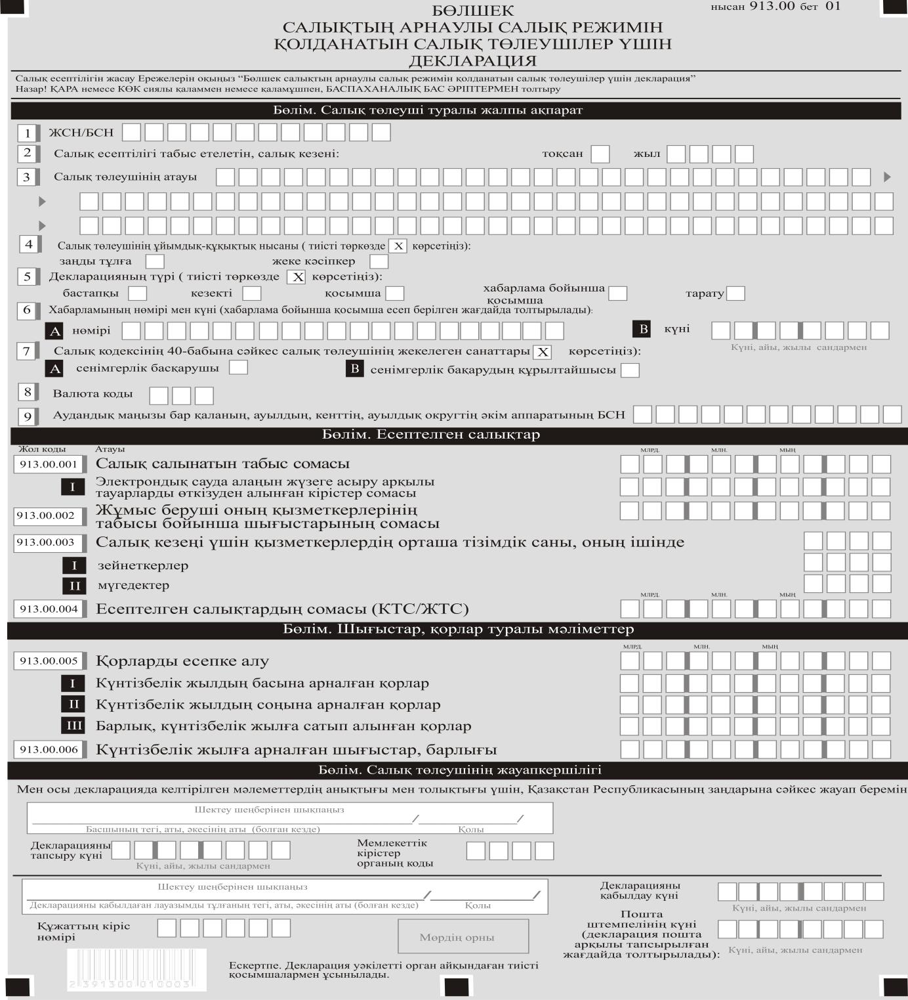 нысан 913.00 бет 01
БӨЛШЕК
САЛЫҚТЫҢ АРНАУЛЫ САЛЫҚ РЕЖИМІН
ҚОЛДАНАТЫН САЛЫҚ ТӨЛЕУШІЛЕР ҮШІН
ДЕКЛАРАЦИЯ
Салық есептілігін жасау Ережелерін оқыңыз “Бөлшек салықтың арнаулы салық режимін қолданатын салық төлеушілер үшін декларация”
Назар! ҚАРА немесе КӨК сиялы қаламмен немесе қаламұшпен, БАСПАХАНАЛЫҚ БАС ӘРІПТЕРМЕН толтыру
Бөлім. Салық төлеуші туралы жалпы ақпарат
1 ЖСН/БСН
2 Салық есептілігі табыс етелетін, салық кезені: тоқсан жыл
3 Салық төлеушінің атауы
4 Салық төлеушінің ұйымдық-құқықтық нысаны ( тиісті төркөзде X көрсетіңіз):
заңды тұлға жеке кәсіпкер
5 Декларацияның түрі ( тиісті төркөзде X көрсетіңіз):
бастапқы кезекті қосымша хабарлама бойынша қосымша тарату
6 Хабарламының нөмірі мен күні (хабарлама бойынша қосымша есеп берілген жағдайда толтырылады):
A нөмірі B күні
Күні, айы, жылы сандармен
7 Салық кодексінің 40-бабына сәйкес салық төлеушінің жекелеген санаттары X көрсетіңіз):
A сенімгерлік басқарушы B сенімгерлік бақарудың құрылтайшысы
8 Валюта коды
9 Аудандық маңызы бар қаланың, ауылдың, кенттің, ауылдық округтің әкім аппаратының БСН
Бөлім. Есептелген салықтар
Жол коды Атауы млрд. млн. мың
913.00.001 Салық салынатын табыс сомасы
I Электрондық сауда алаңын жүзеге асыру арқылы
тауарларды өткізуден алынған кірістер сомасы
913.00.002 Жұмыс беруші оның қызметкерлерінің
табысы бойынша шығыстарының сомасы
913.00.003 Салық кезеңі үшін қызметкерлердің орташа тізімдік саны, оның ішінде
I зейнеткерлер
II мүгедектер
млрд. млн. мың
913.00.004 Есептелген салықтардың сомасы (КТС/ЖТС)
Бөлім. Шығыстар, қорлар туралы мәліметтер
млрд. млн. мың
913.00.005 Қорларды есепке алу
I Күнтізбелік жылдың басына арналған қорлар
II Күнтізбелік жылдың соңына арналған қорлар
III Барлық, күнтізбелік жылға сатып алынған қорлар
913.00.006 Күнтізбелік жылға арналған шығыстар, барлығы
Бөлім. Салық төлеушінің жауапкершілігі
Мен осы декларацияда келтірілген мәлеметтердің анықтығы мен толықтығы үшін, Қазақстан Республикасының заңдарына сәйкес жауап беремін
Шектеу шеңберінен шықпаңыз
/ /
Басшының тегі, аты, әкесінің аты (болған кезде) Қолы
Декларацияны
тапсыру күні
Күні, айы, жылы сандармен
Мемлекеттік
кірістер
органың коды
Шектеу шеңберінен шықпаңыз
/ /
Декларацияны қабылдаған лауазымды тұлғаның тегі, аты, әкесінің аты (болған кезде) Қолы
Декларацияны
қабылдау күні
Күні, айы, жылы сандармен
Құжаттың кіріс
нөмірі
Мөрдің орны
Пошта
штемпелінің күні
(декларация пошта
арқылы тапсырылған
жағдайда толтырылады):
Күні, айы, жылы сандармен
2 391300 010003
Ескертпе. Декларация уәкілетті орган айқындаған тиісті
қосымшалармен ұсынылады.